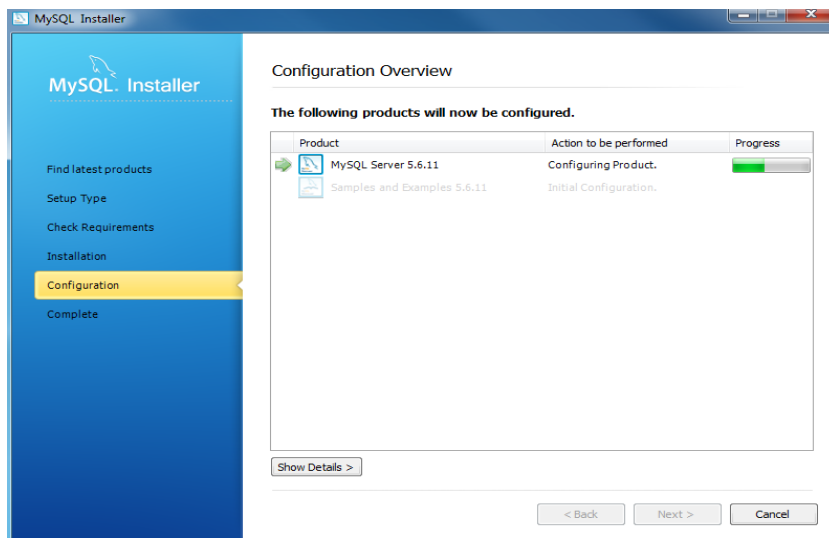 MySQL Installer
MySQL. Installer
Find latest products
Setup Type
Check Requirements
Installation
Configuration
Complete
Configuration Overview
The following products will now be configured.
Product Action to be performed Progress
MySQL Server 5.6.11 Configuring Product.
Samples and Examples 5.6.11 Initial Configuration.
Show Details >
< Back Next > Cancel